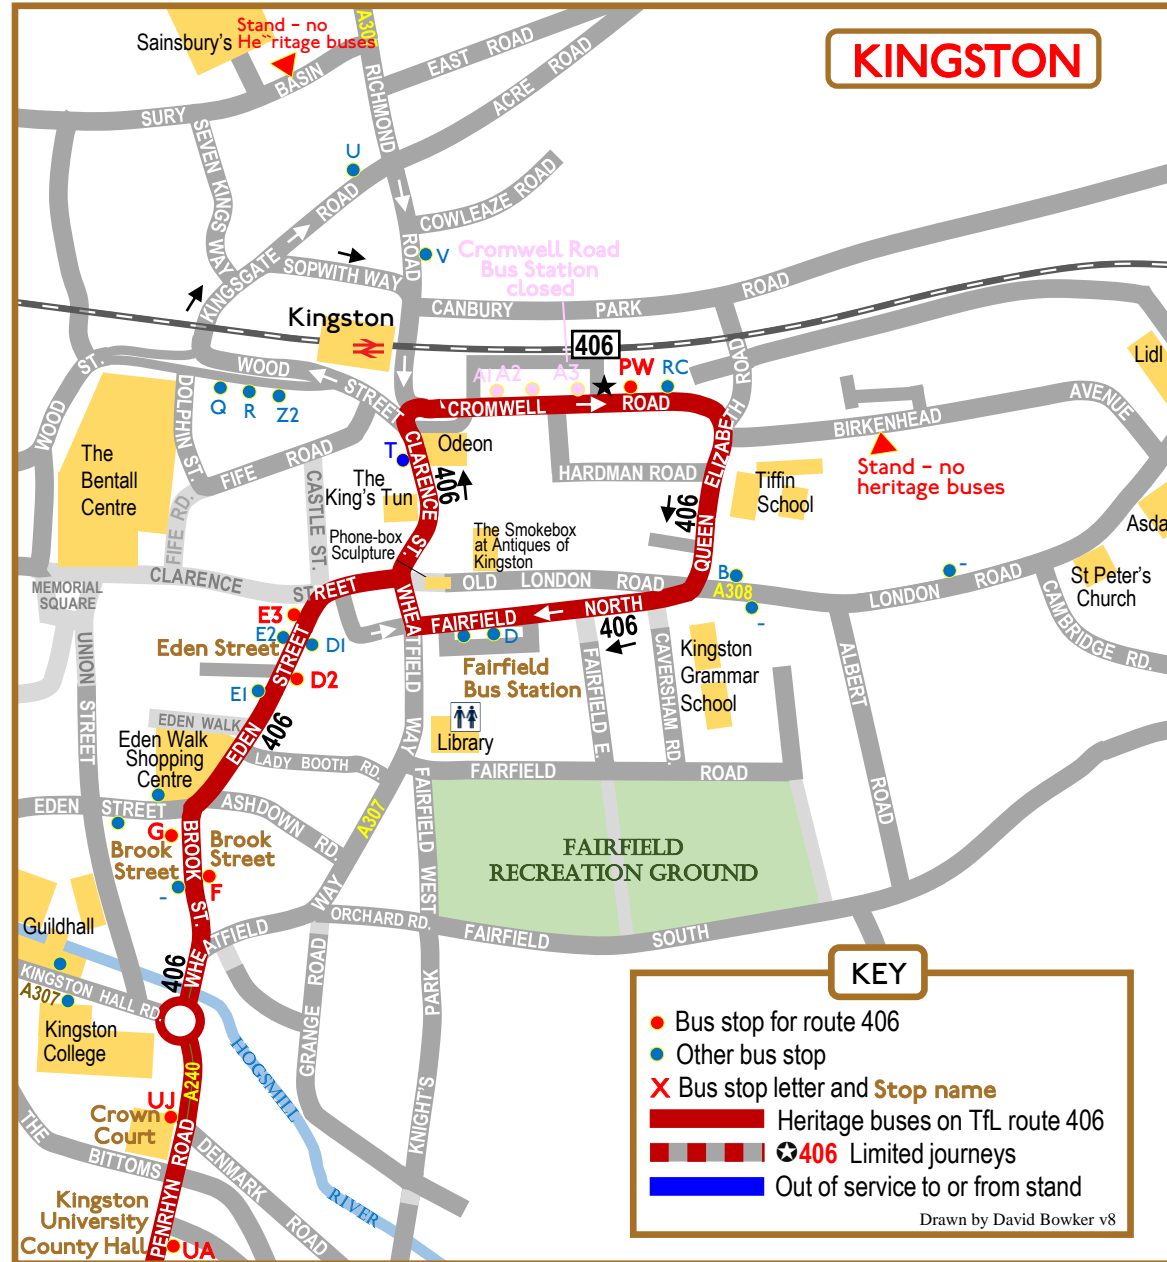 KINGSTON
Stand - no
He``ritage buses
Sainsbury's
A30
EAST ROAD
RICHMOND
ROAD
ACRE ROAD
SURY
BASIN
SEVEN KINGS WAY
U
KINGSGATE
ROAD
COWLEAZE ROAD
V
SOPWITH WAY
Cromwell Road
Bus Station
closed
CANBURY
PARK
ROAD
Kingston
406
WOOD
STREET
WOOD
ST.
A1
A2
A3
PW
RC
Lidl
CROMWELL
ROAD
Q
R
Z2
DOLPHIN ST.
The
Bentall
Centre
FIFE
ROAD
T
CLARENCE
ST.
406
Odeon
HARDMAN ROAD
QUEEN
ELIZABETH
ROAD
406
BIRKENHEAD
AVENUE
Stand - no
heritage buses
Tiffin
School
Asda
The
King's Tun
CASTLE ST.
FIFE RD.
Phone-box
Sculpture
The Smokebox
at Antiques of
Kingston
MEMORIAL
SQUARE
CLARENCE
STREET
OLD
LONDON
ROAD
B
A308
-
-
LONDON
ROAD
St Peter's
Church
CAMBRIDGE RD.
E3
E2
D1
Eden Street
E1
D2
WHEATFIELD
WAY
FAIRFIELD
NORTH
406
D
Fairfield
Bus Station
FAIRFIELD E.
CAVERSHAM RD.
Kingston
Grammar
School
ALBERT
ROAD
UNION
STREET
EDEN
STREET
406
EDEN WALK
Eden Walk
Shopping
Centre
LADY BOOTH RD.
Library
FAIRFIELD
ROAD
EDEN
STREET
ASHDOWN RD.
A307
FAIRFIELD
WEST
G
Brook
Street
Brook
Street
-
F
BROOK
ST.
FAIRFIELD
RECREATION GROUND
Guildhall
ORCHARD RD.
FAIRFIELD
SOUTH
WHEATFIELD
WAY
406
KINGSTON HALL RD.
A307
Kingston
College
GRANGE
ROAD
KNIGHT'S
PARK
HOGSMILL
RIVER
A240
UJ
Crown
Court
THE
BITTOMS
DENMARK
ROAD
PENRHYN
ROAD
Kingston
University
County Hall
UA
KEY
Bus stop for route 406
Other bus stop
X Bus stop letter and Stop name
Heritage buses on TfL route 406
406 Limited journeys
Out of service to or from stand
Drawn by David Bowker v8